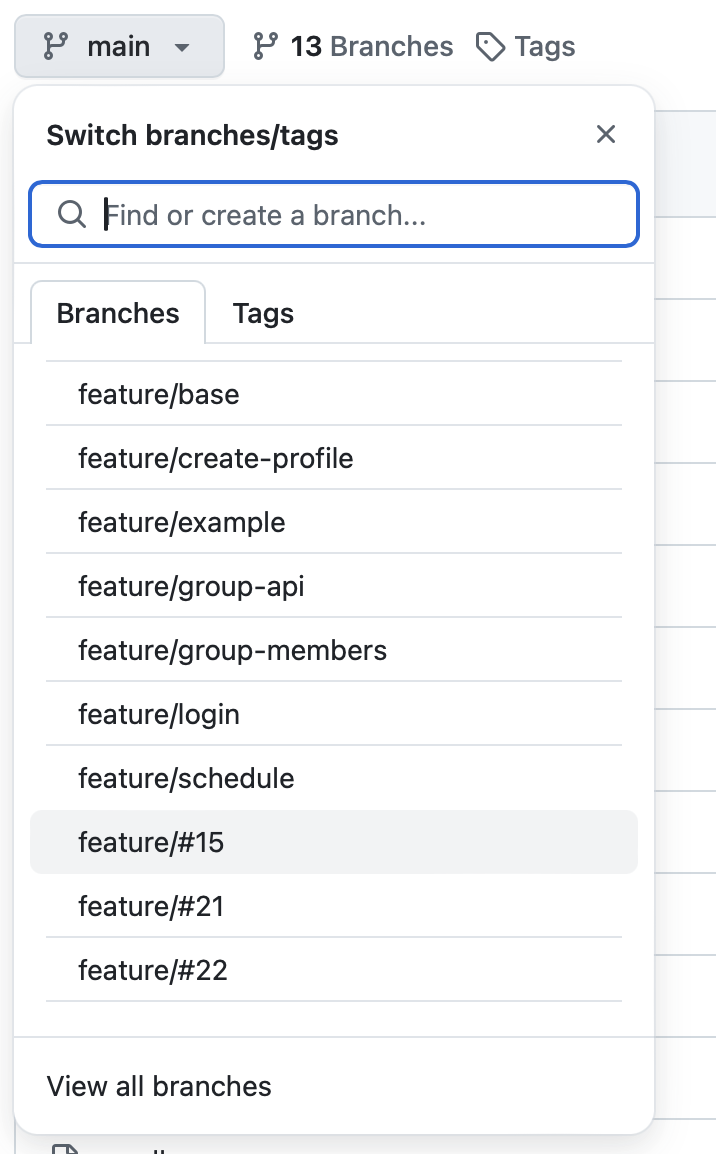 main
13 Branches
Tags
Switch branches/tags
Find or create a branch...
Branches
Tags
feature/base
feature/create-profile
feature/example
feature/group-api
feature/group-members
feature/login
feature/schedule
feature/#15
feature/#21
feature/#22
View all branches